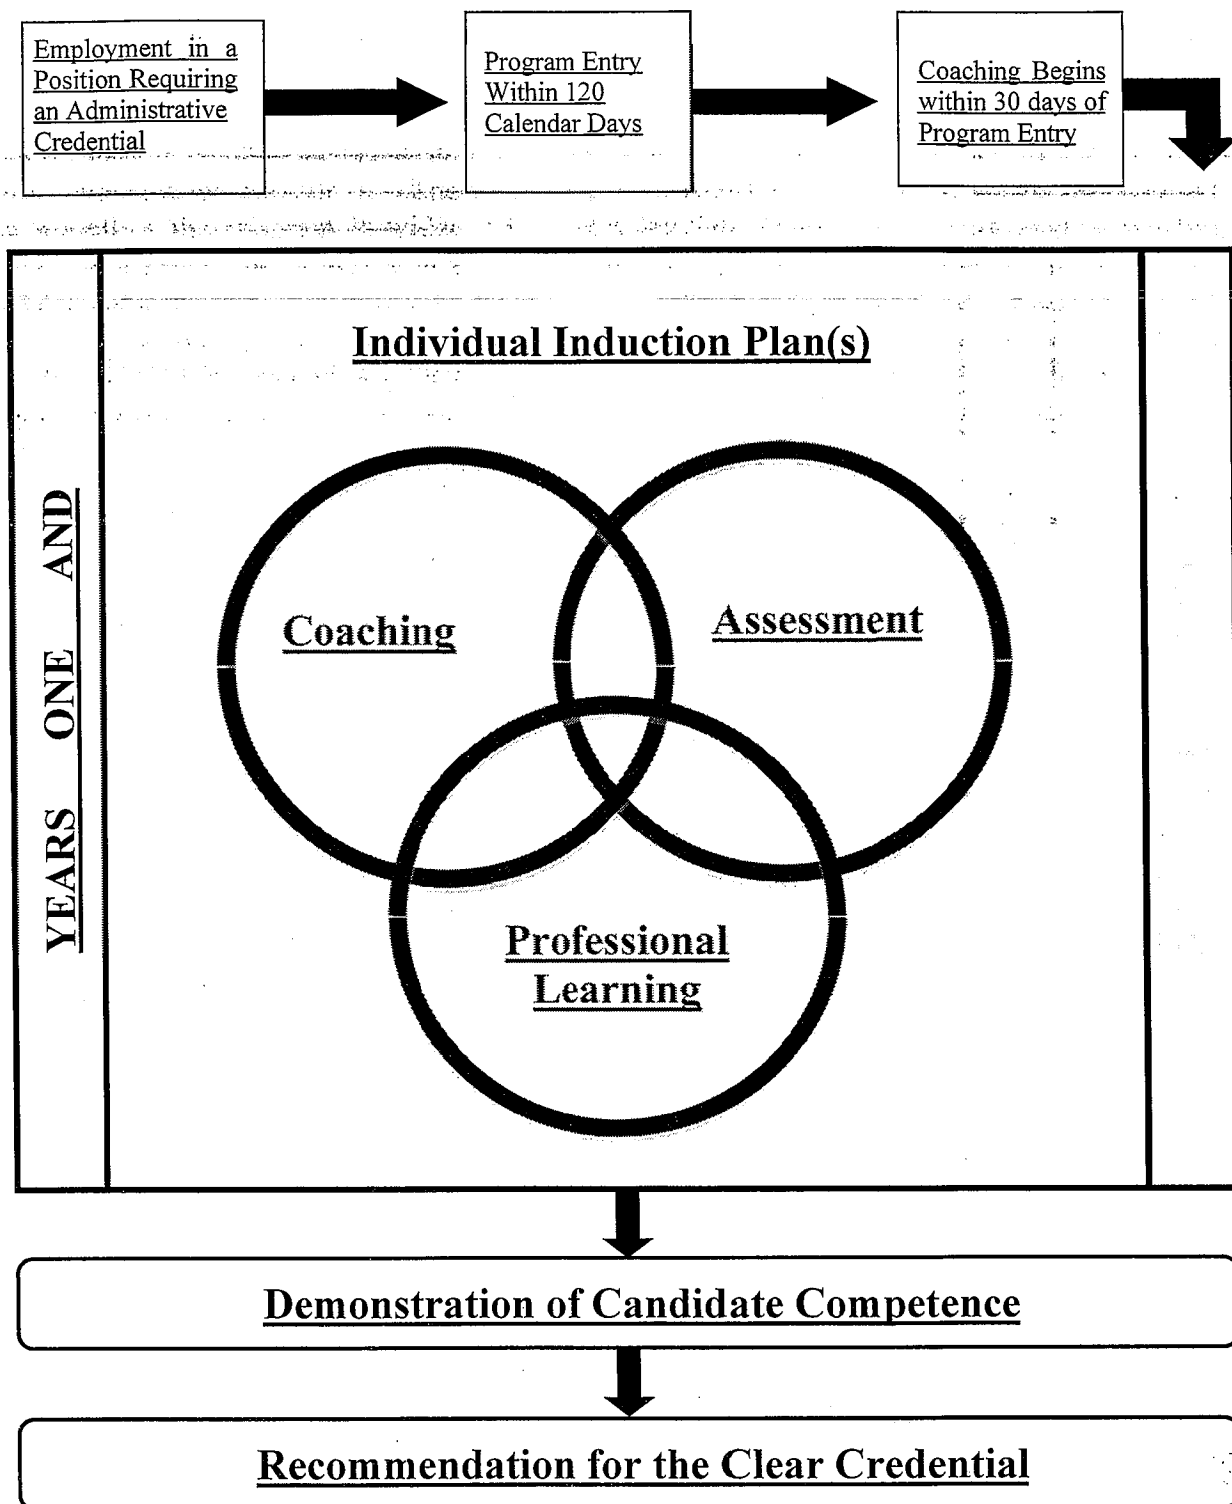 Employment in a
Position Requiring
an Administrative
Credential
Program Entry
Within 120
Calendar Days
Coaching Begins
within 30 days of
Program Entry
Individual Induction Plan(s)
YEARS ONE AND
Coaching
Assessment
Professional
Learning
Demonstration of Candidate Competence
Recommendation for the Clear Credential